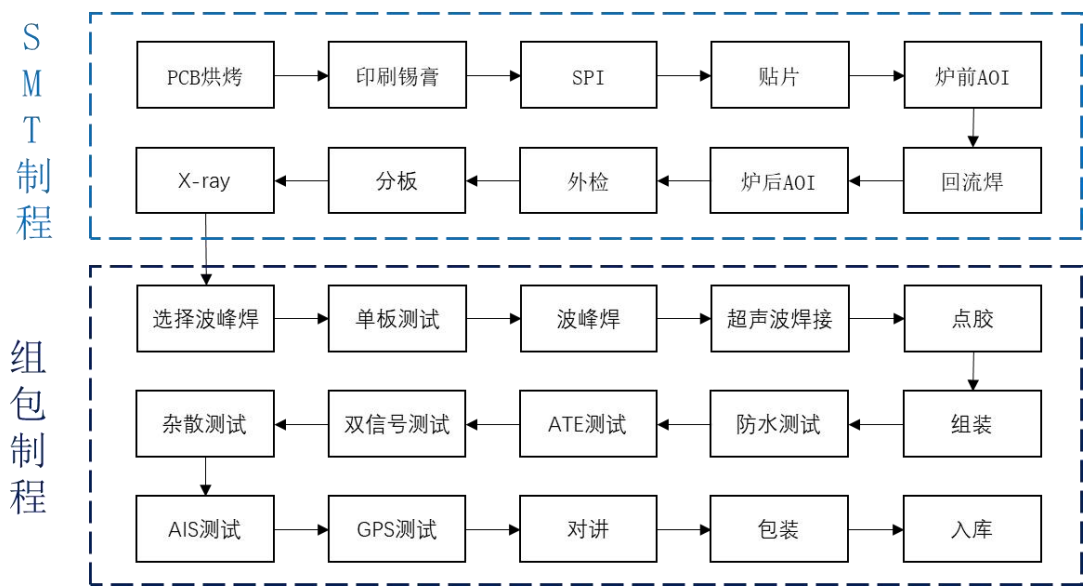 SMT制程
PCB烘烤
印刷锡膏
SPI
贴片
炉前AOI
X-ray
分板
外检
炉后AOI
回流焊
组包制程
选择波峰焊
单板测试
波峰焊
超声波焊接
点胶
杂散测试
双信号测试
ATE测试
防水测试
组装
AIS测试
GPS测试
对讲
包装
入库